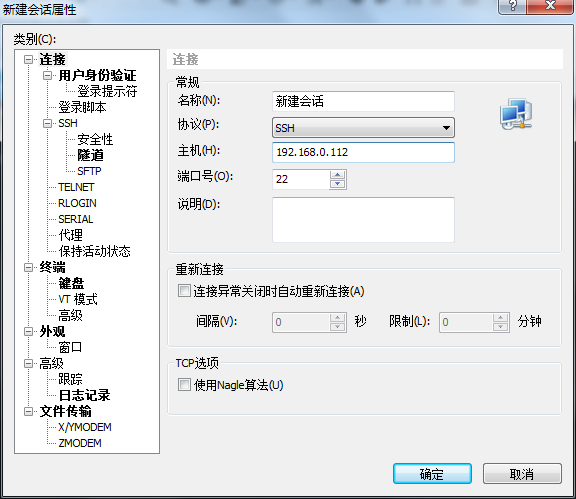 新建会话属性
类别(C):
连接
用户身份验证
登录提示符
登录脚本
SSH
安全性
隧道
SFTP
TELNET
RLOGIN
SERIAL
代理
保持活动状态
终端
键盘
VT 模式
高级
外观
窗口
高级
跟踪
日志记录
文件传输
X/YMODEM
ZMODEM
连接
常规
名称(N): 新建会话
协议(P): SSH
主机(H): 192.168.0.112
端口号(O): 22
说明(D):
重新连接
连接异常关闭时自动重新连接(A)
间隔(V): 0 秒 限制(L): 0 分钟
TCP选项
使用Nagle算法(U)
确定 取消